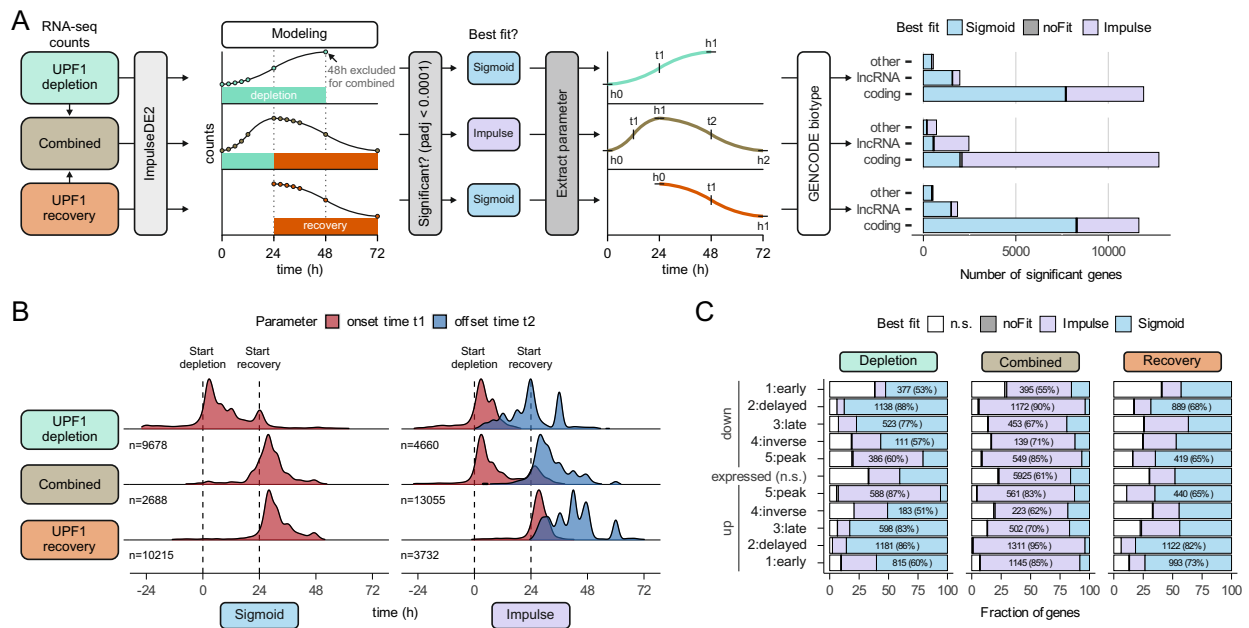 A
RNA-seq
counts
UPF1
depletion
Combined
UPF1
recovery
ImpulseDE2
Modeling
48h excluded
for combined
depletion
counts
recovery
0 24 48 72
time (h)
Significant? (padj < 0.0001)
Best fit?
Sigmoid
Impulse
Sigmoid
Extract parameter
h0 t1 h1
h0 t1 h1 t2 h2
h0 t1 h1
0 24 48 72
time (h)
GENCODE biotype
Best fit Sigmoid noFit Impulse
other
lncRNA
coding
other
lncRNA
coding
other
lncRNA
coding
0 5000 10000
Number of significant genes
B
Parameter onset time t1 offset time t2
Start
depletion
Start
recovery
Start
depletion
Start
recovery
UPF1
depletion
n=9678 n=4660
Combined
n=2688 n=13055
UPF1
recovery
n=10215 n=3732
-24 0 24 48 72 -24 0 24 48 72
time (h)
Sigmoid Impulse
C
Best fit n.s. noFit Impulse Sigmoid
Depletion Combined Recovery
down
1:early 377 (53%) 395 (55%)
2:delayed 1138 (88%) 1172 (90%) 889 (68%)
3:late 523 (77%) 453 (67%)
4:inverse 111 (57%) 139 (71%)
5:peak 386 (60%) 549 (85%) 419 (65%)
expressed (n.s.) 5925 (61%)
up
5:peak 588 (87%) 561 (83%) 440 (65%)
4:inverse 183 (51%) 223 (62%)
3:late 598 (83%) 502 (70%)
2:delayed 1181 (86%) 1311 (95%) 1122 (82%)
1:early 815 (60%) 1145 (85%) 993 (73%)
0 25 50 75 100 0 25 50 75 100 0 25 50 75 100
Fraction of genes